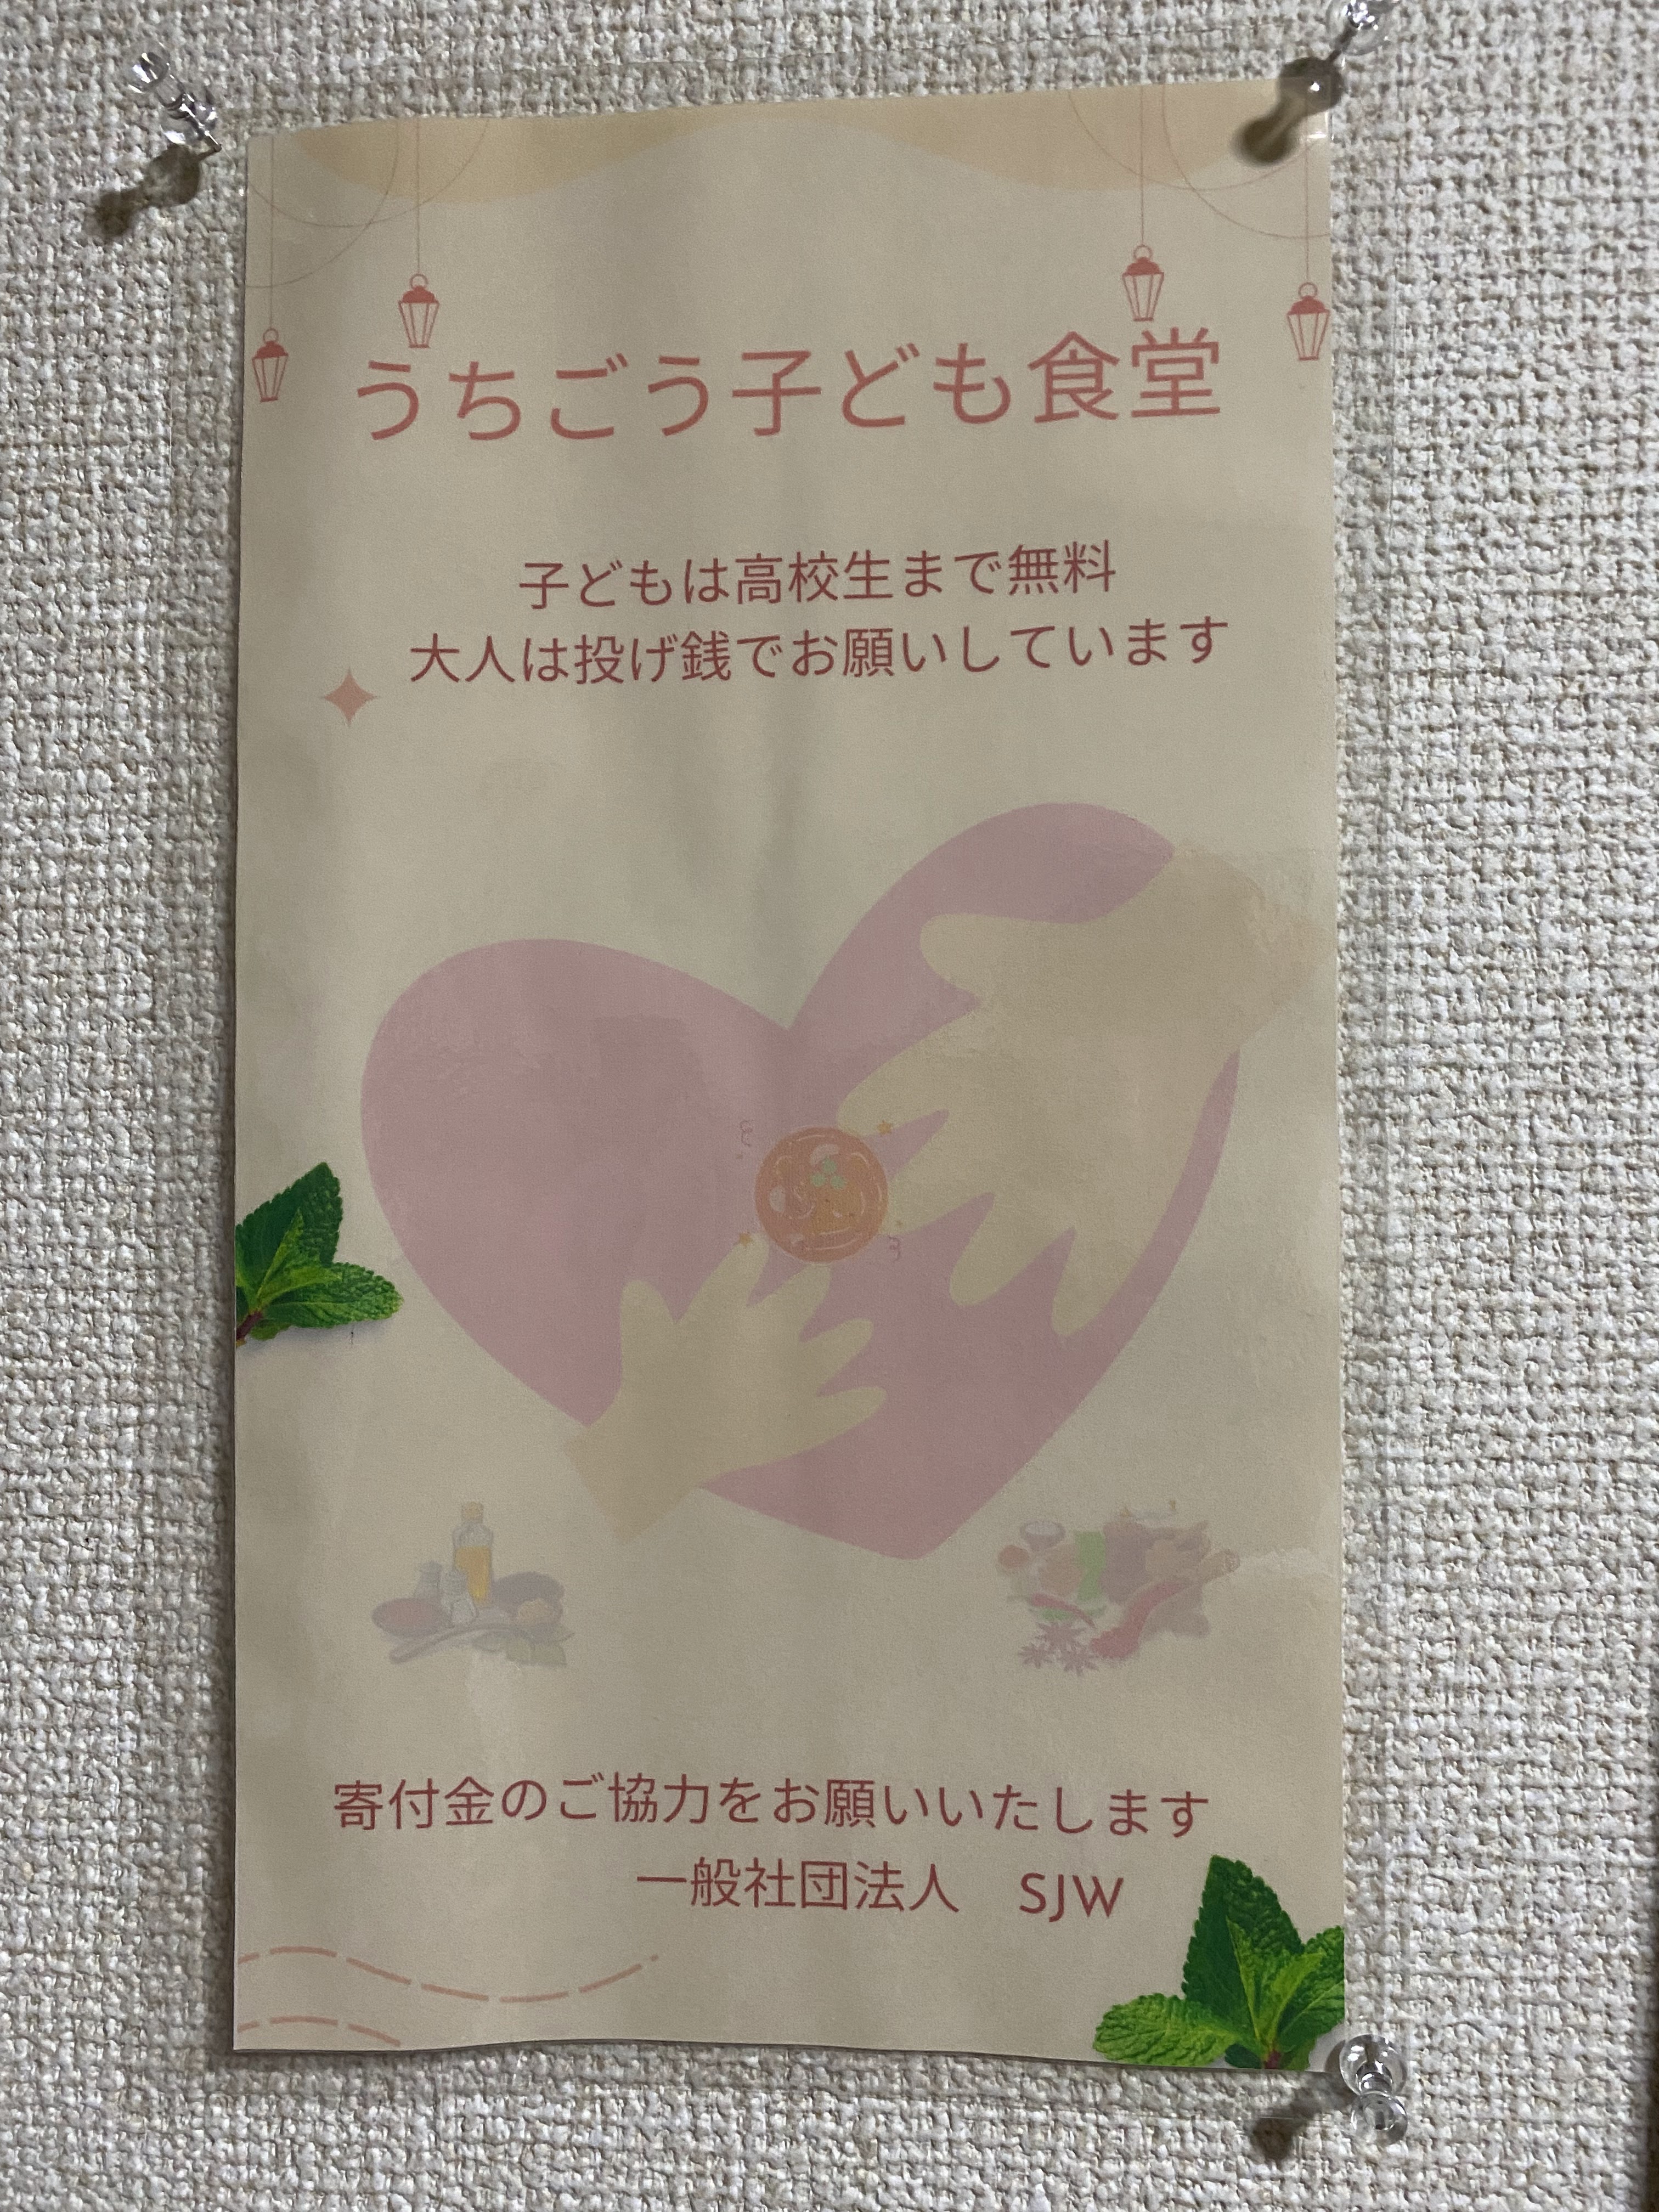 うちごう子ども食堂
子どもは高校生まで無料
大人は投げ銭でお願いしています
寄付金のご協力をお願いいたします
一般社団法人　SJW